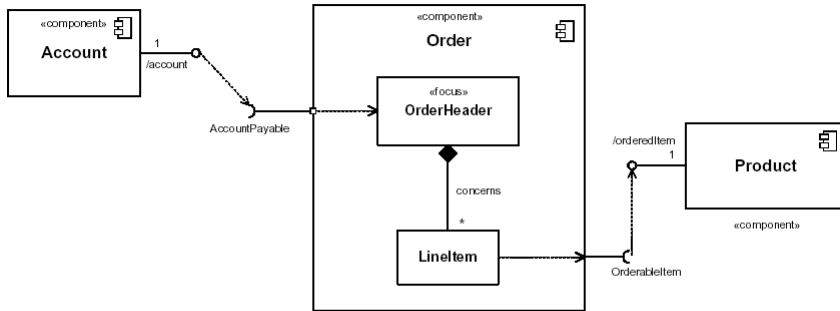 «component»
Account
1
/account
AccountPayable
«component»
Order
«focus»
OrderHeader
concerns
*
LineItem
/orderedItem
1
OrderableItem
Product
«component»